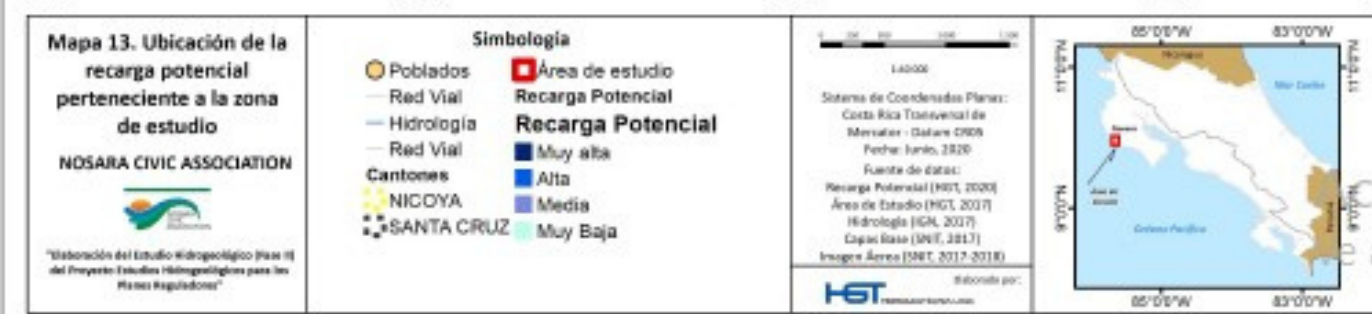 Mapa 13. Ubicación de la
recarga potencial
perteneciente a la zona
de estudio
NOSARA CIVIC ASSOCIATION
"Elaboración del Estudio Hidrogeológico (Fase II)
del Proyecto Estudios Hidrogeológicos para los
Planes Reguladores"
Simbología
Poblados
Red Vial
Hidrología
Red Vial
Cantones
NICOYA
SANTA CRUZ
Área de estudio
Recarga Potencial
Recarga Potencial
Muy alta
Alta
Media
Muy Baja
Sistema de Coordenadas Planas:
Costa Rica Transversal de
Mercator - Datum CR05
Fecha: Junio, 2020
Fuente de datos:
Recarga Potencial (HGT, 2020)
Área de Estudio (HGT, 2017)
Hidrología (IGN, 2017)
Capas Base (SNIT, 2017)
Imagen Aerea (SNIT, 2017-2018)
Elaborado por:
HGT
85°0'0"W 83°0'0"W
Nicaragua
Mar Caribe
Océano Pacífico
Panamá
85°0'0"W 83°0'0"W